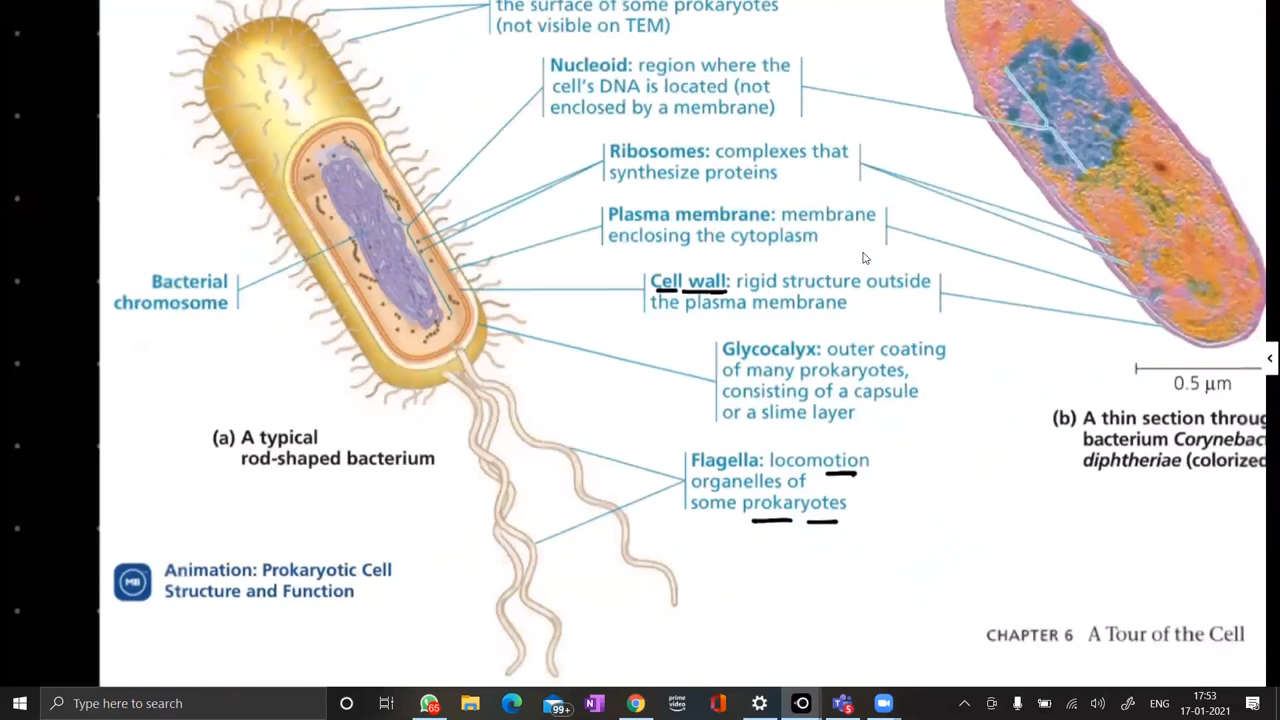 the surface of some prokaryotes
(not visible on TEM)
Nucleoid: region where the
cell's DNA is located (not
enclosed by a membrane)
Ribosomes: complexes that
synthesize proteins
Plasma membrane: membrane
enclosing the cytoplasm
Bacterial
chromosome
Cell wall: rigid structure outside
the plasma membrane
Glycocalyx: outer coating
of many prokaryotes,
consisting of a capsule
or a slime layer
0.5 μm
(a) A typical
rod-shaped bacterium
(b) A thin section throug
bacterium Corynebac
diphtheriae (colorized
Flagella: locomotion
organelles of
some prokaryotes
MB
Animation: Prokaryotic Cell
Structure and Function
CHAPTER 6 A Tour of the Cell
Type here to search
65
99+
prime
video
5
ENG
17:53
17-01-2021